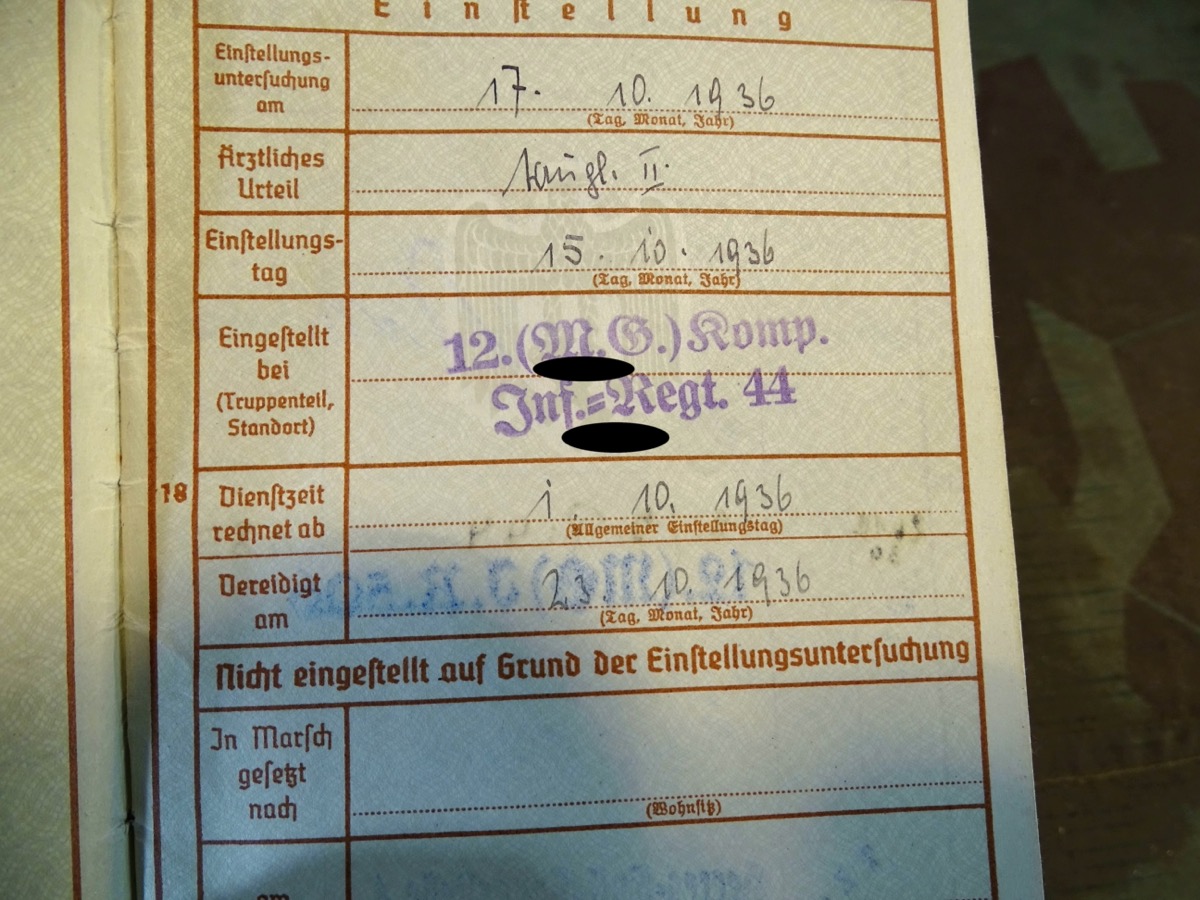 Einstellung
Einstellungs-
untersuchung
am
17. 10. 1936
(Tag, Monat, Jahr)
Ärztliches
Urteil
taugl. II.
Einstellungs-
tag
15. 10. 1936
(Tag, Monat, Jahr)
Eingestellt
bei
(Truppenteil,
Standort)
12.(M.G.)Komp.
Inf.=Regt. 44
18
Dienstzeit
rechnet ab
1. 10. 1936
(Allgemeiner Einstellungstag)
Vereidigt
am
23. 10. 1936
(Tag, Monat, Jahr)
Nicht eingestellt auf Grund der Einstellungsuntersuchung
In Marsch
gesetzt
nach
(Wohnsitz)
am